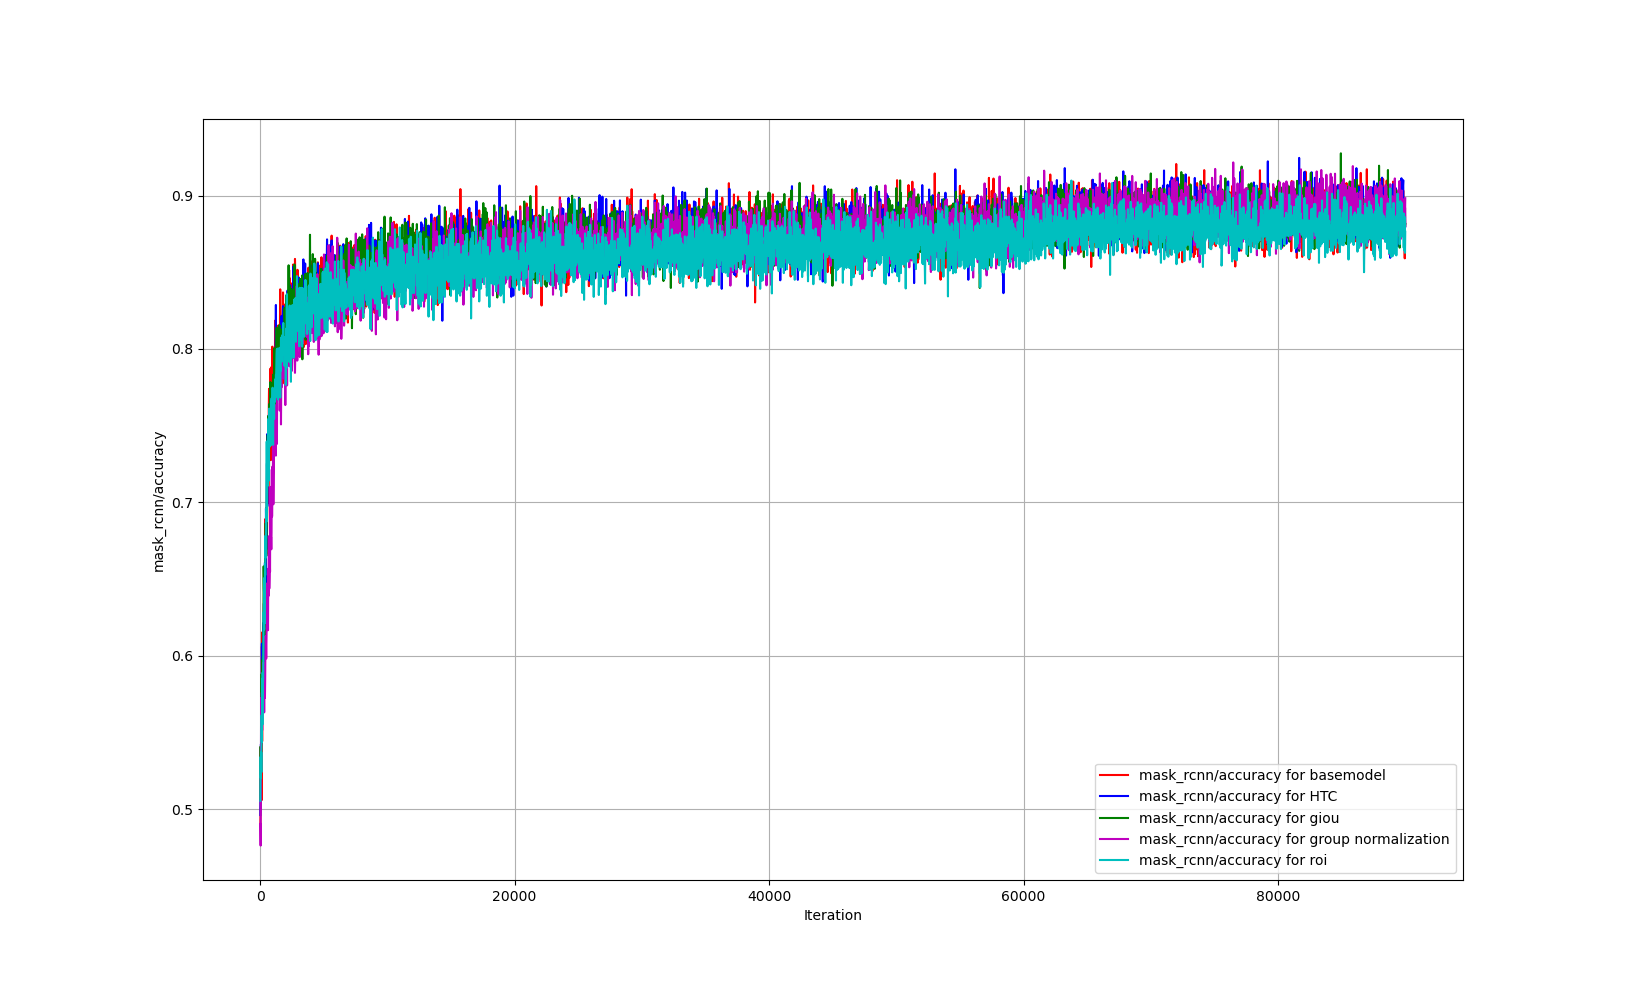 mask_rcnn/accuracy
0.9
0.8
0.7
0.6
0.5
0
20000
40000
60000
80000
Iteration
mask_rcnn/accuracy for basemodel
mask_rcnn/accuracy for HTC
mask_rcnn/accuracy for giou
mask_rcnn/accuracy for group normalization
mask_rcnn/accuracy for roi